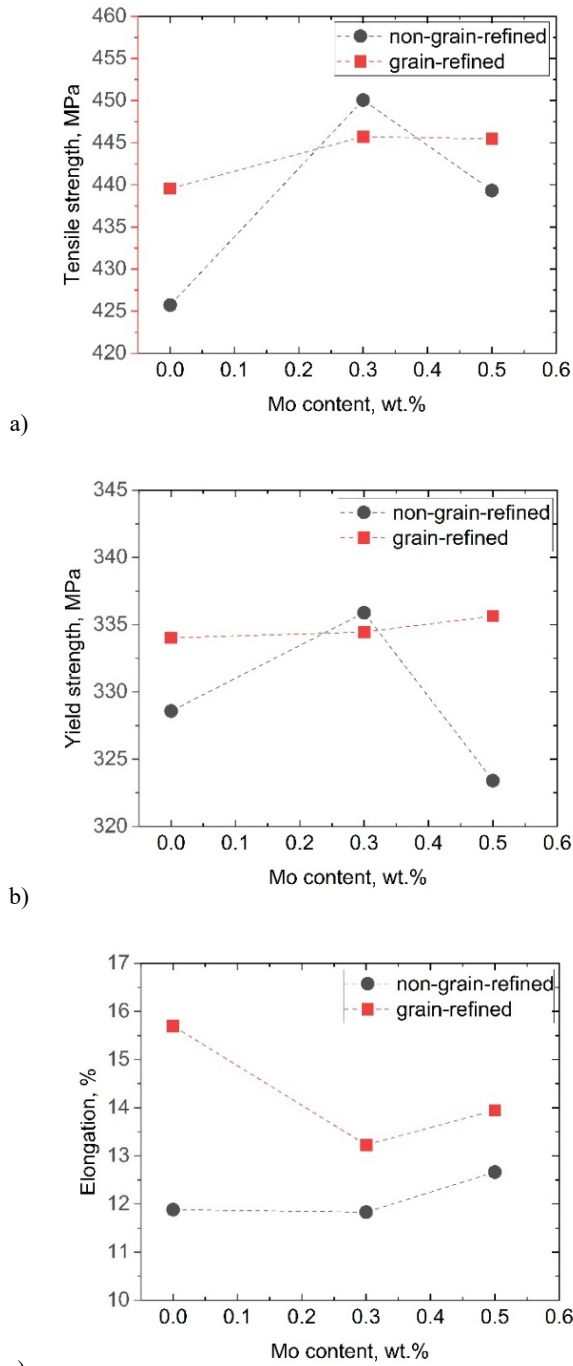 460
455
450
445
440
435
430
425
420
Tensile strength, MPa
non-grain-refined
grain-refined
0.0 0.1 0.2 0.3 0.4 0.5 0.6
Mo content, wt.%
a)
345
340
335
330
325
320
Yield strength, MPa
non-grain-refined
grain-refined
0.0 0.1 0.2 0.3 0.4 0.5 0.6
Mo content, wt.%
b)
17
16
15
14
13
12
11
10
Elongation, %
non-grain-refined
grain-refined
0.0 0.1 0.2 0.3 0.4 0.5 0.6
Mo content, wt.%